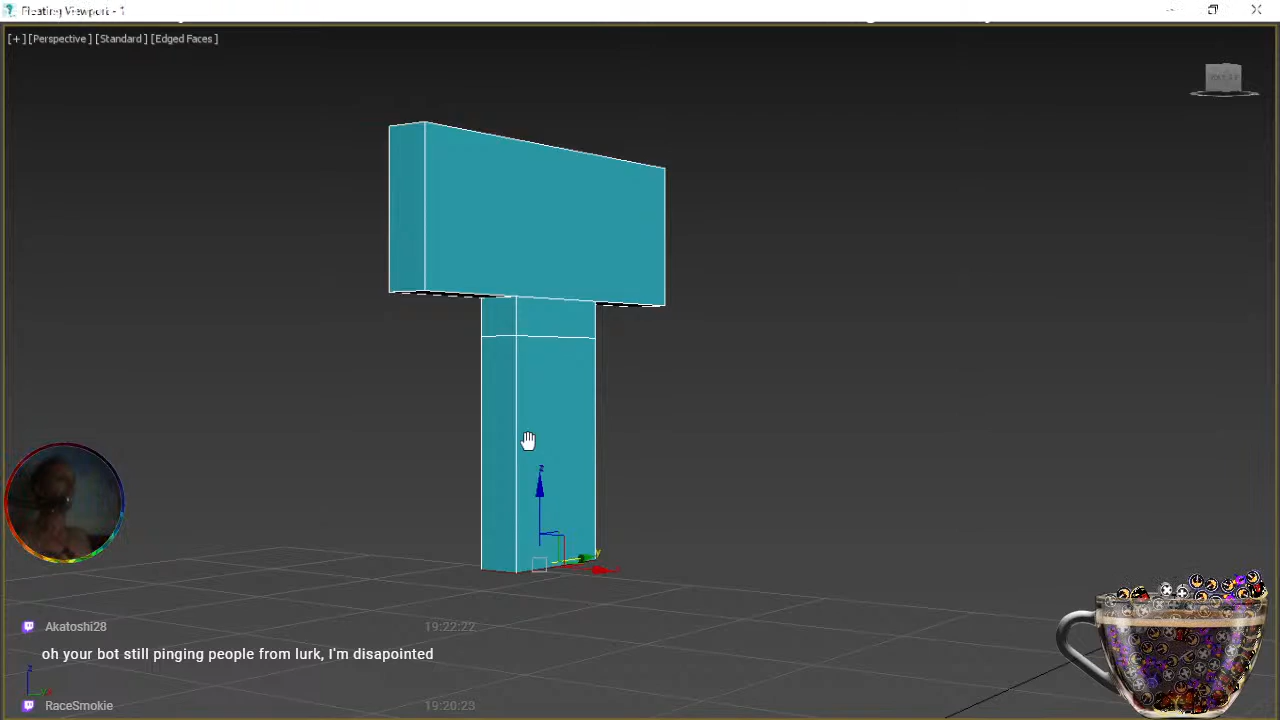 Floating Viewport - 1
[+] [Perspective] [Standard] [Edged Faces]
z
y
Akatoshi28 19:22:22
oh your bot still pinging people from lurk, I'm disapointed
z
RaceSmokie 19:20:23